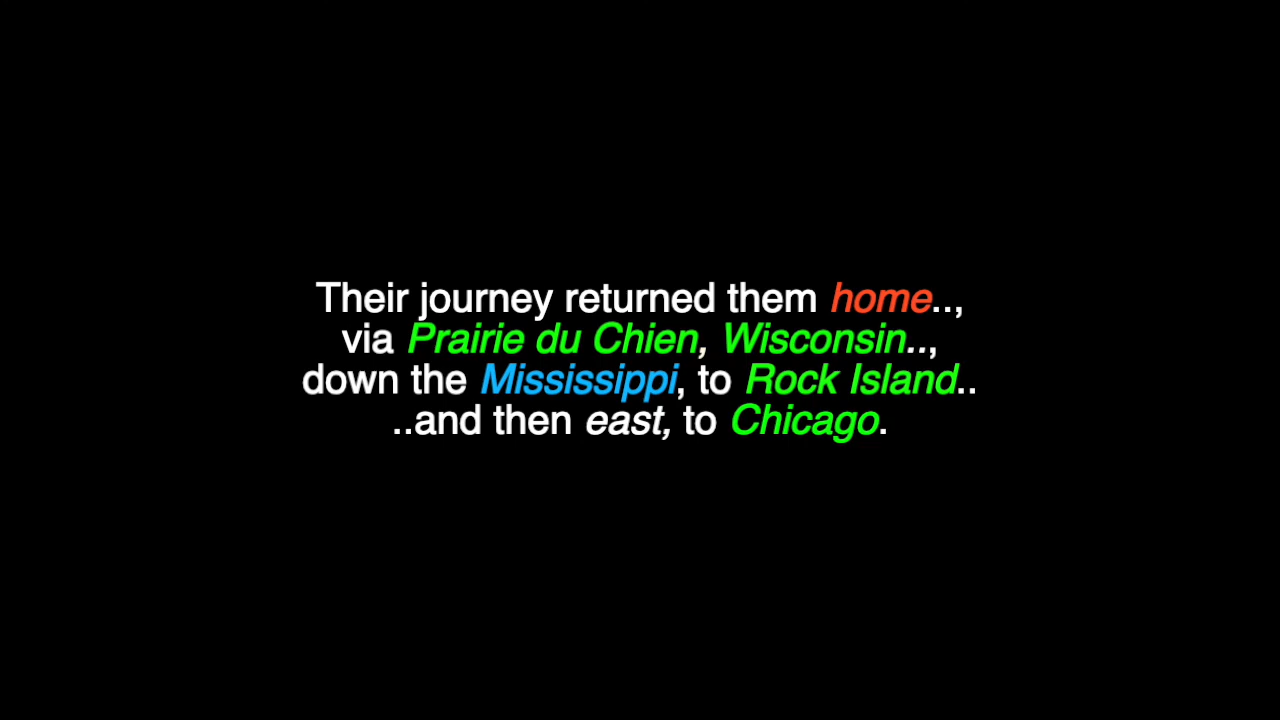 Their journey returned them home..,
via Prairie du Chien, Wisconsin..,
down the Mississippi, to Rock Island..
..and then east, to Chicago.